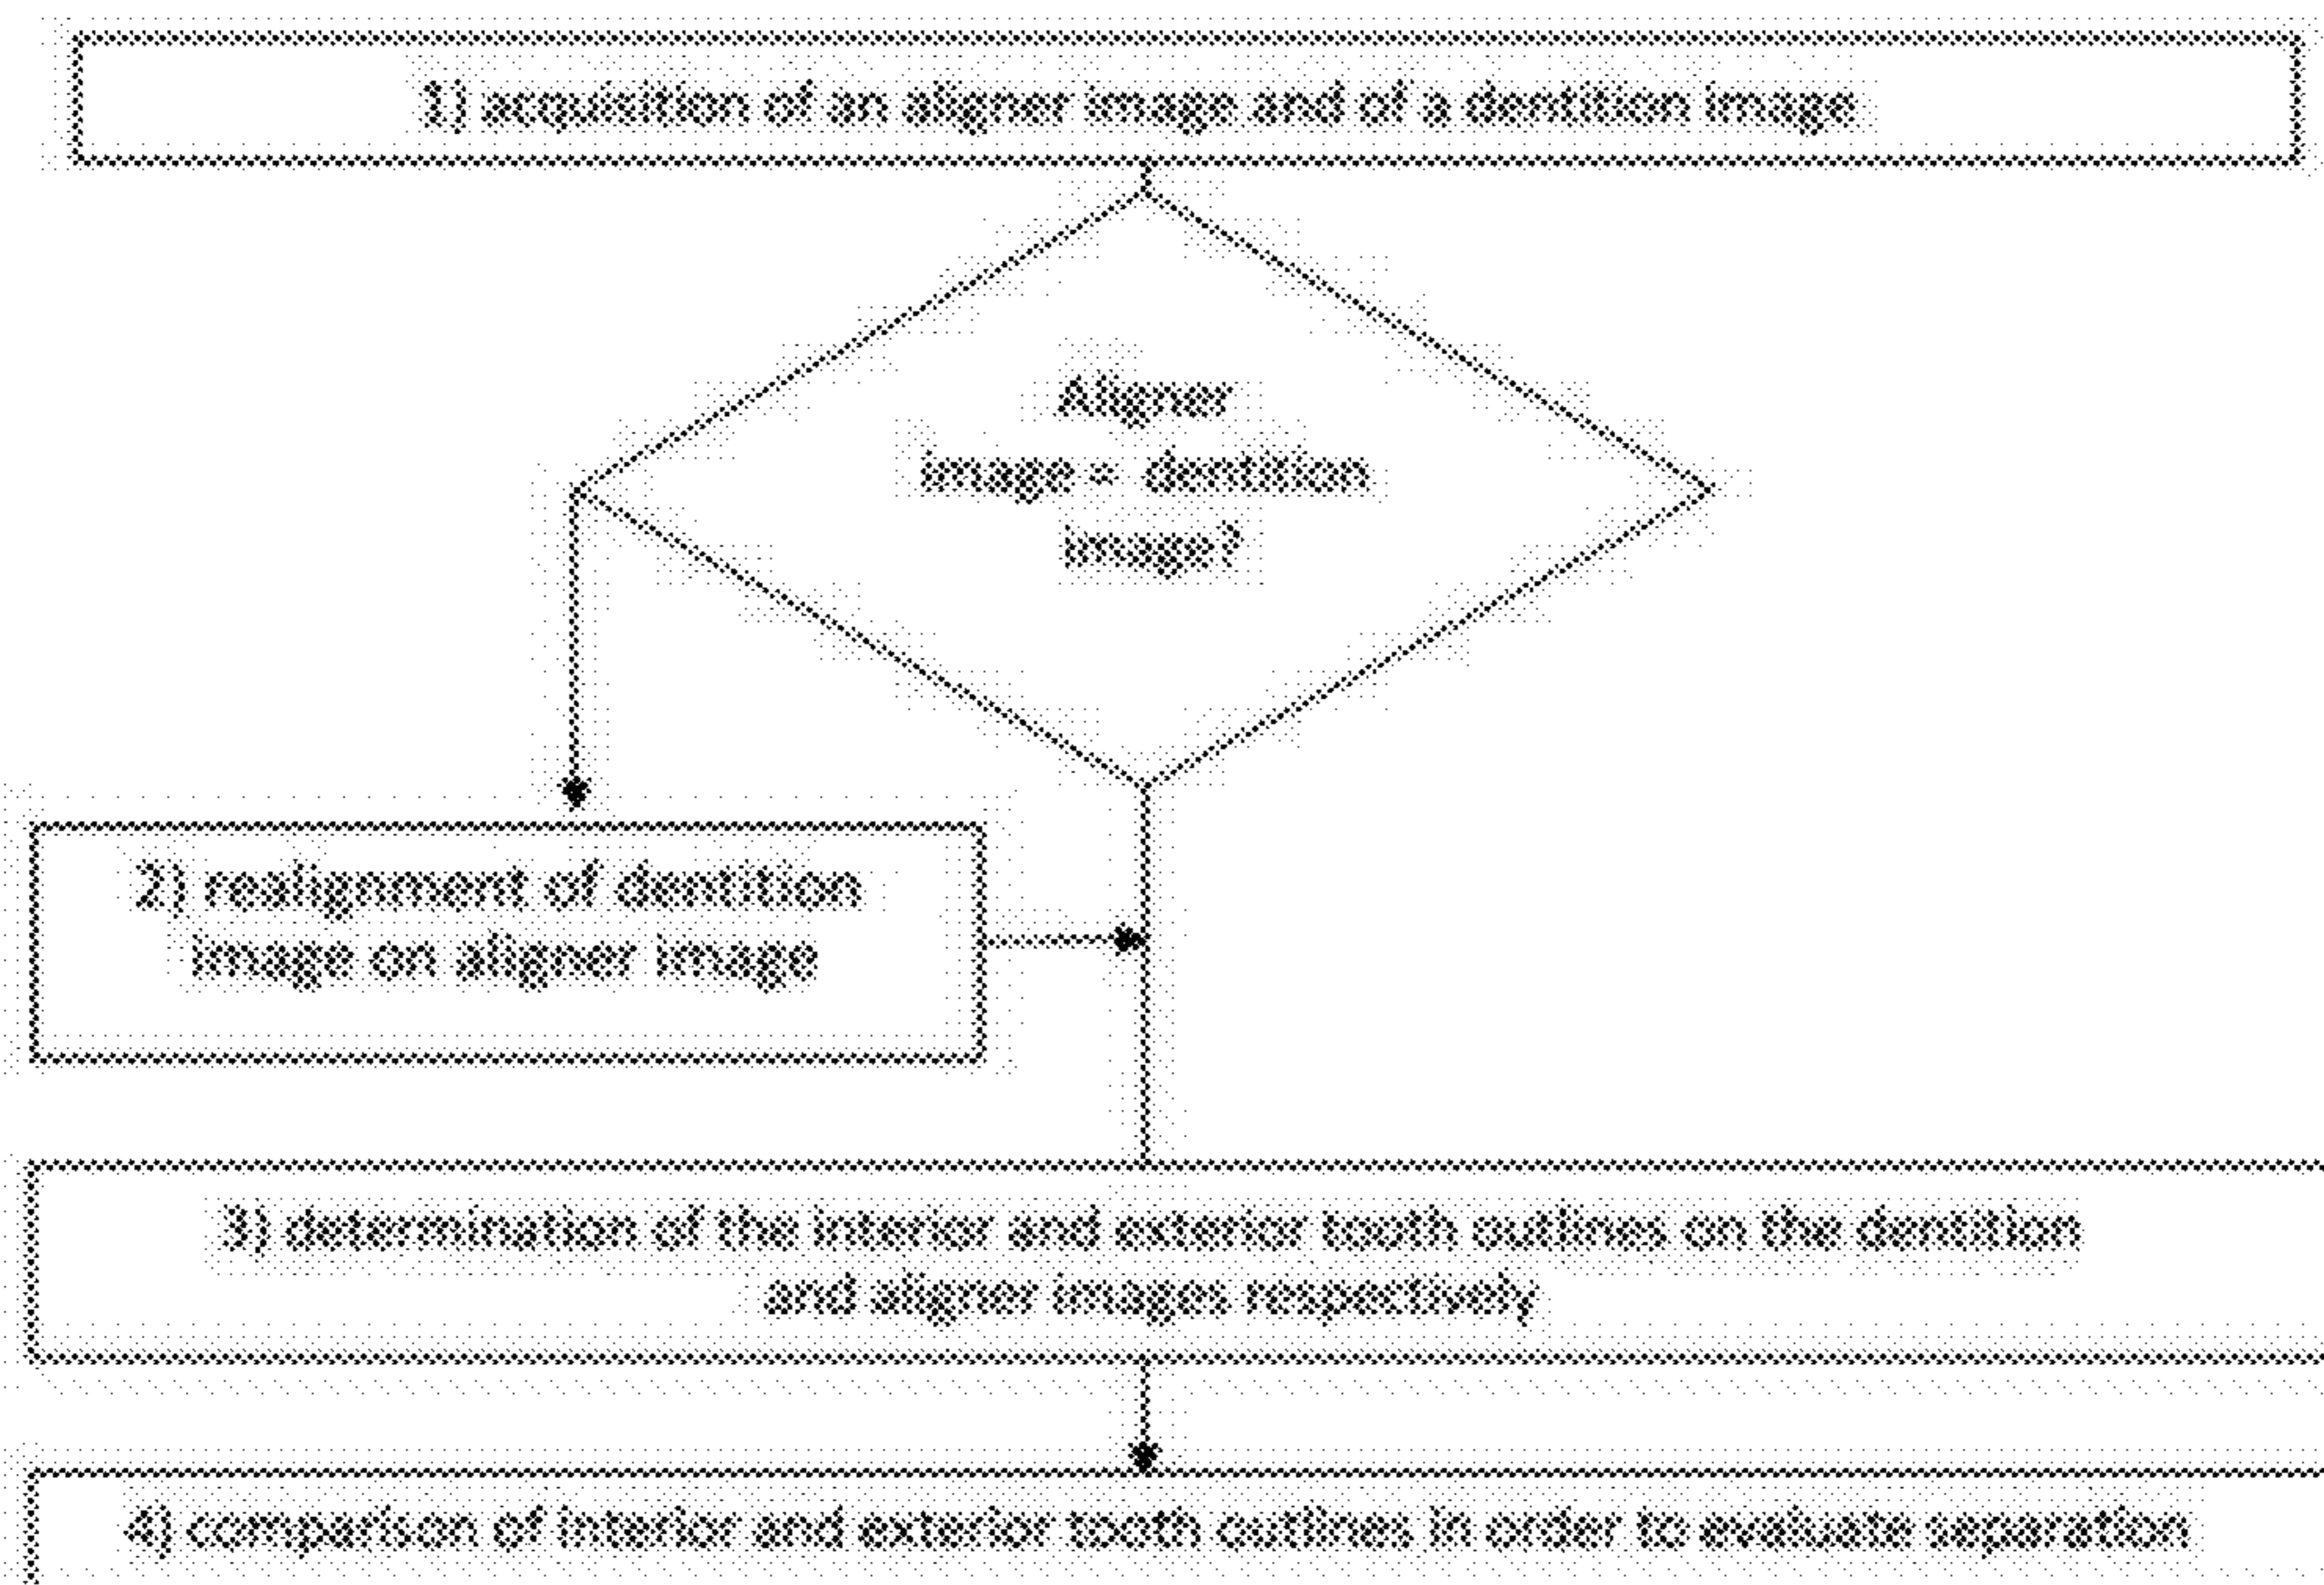 1) acquisition of an aligner image and of a dentition image
Aligner
image = dentition
image?
2) realignment of dentition
image on aligner image
3) determination of the interior and exterior tooth outlines on the dentition
and aligner images respectively
4) comparison of interior and exterior tooth outlines in order to evaluate separation